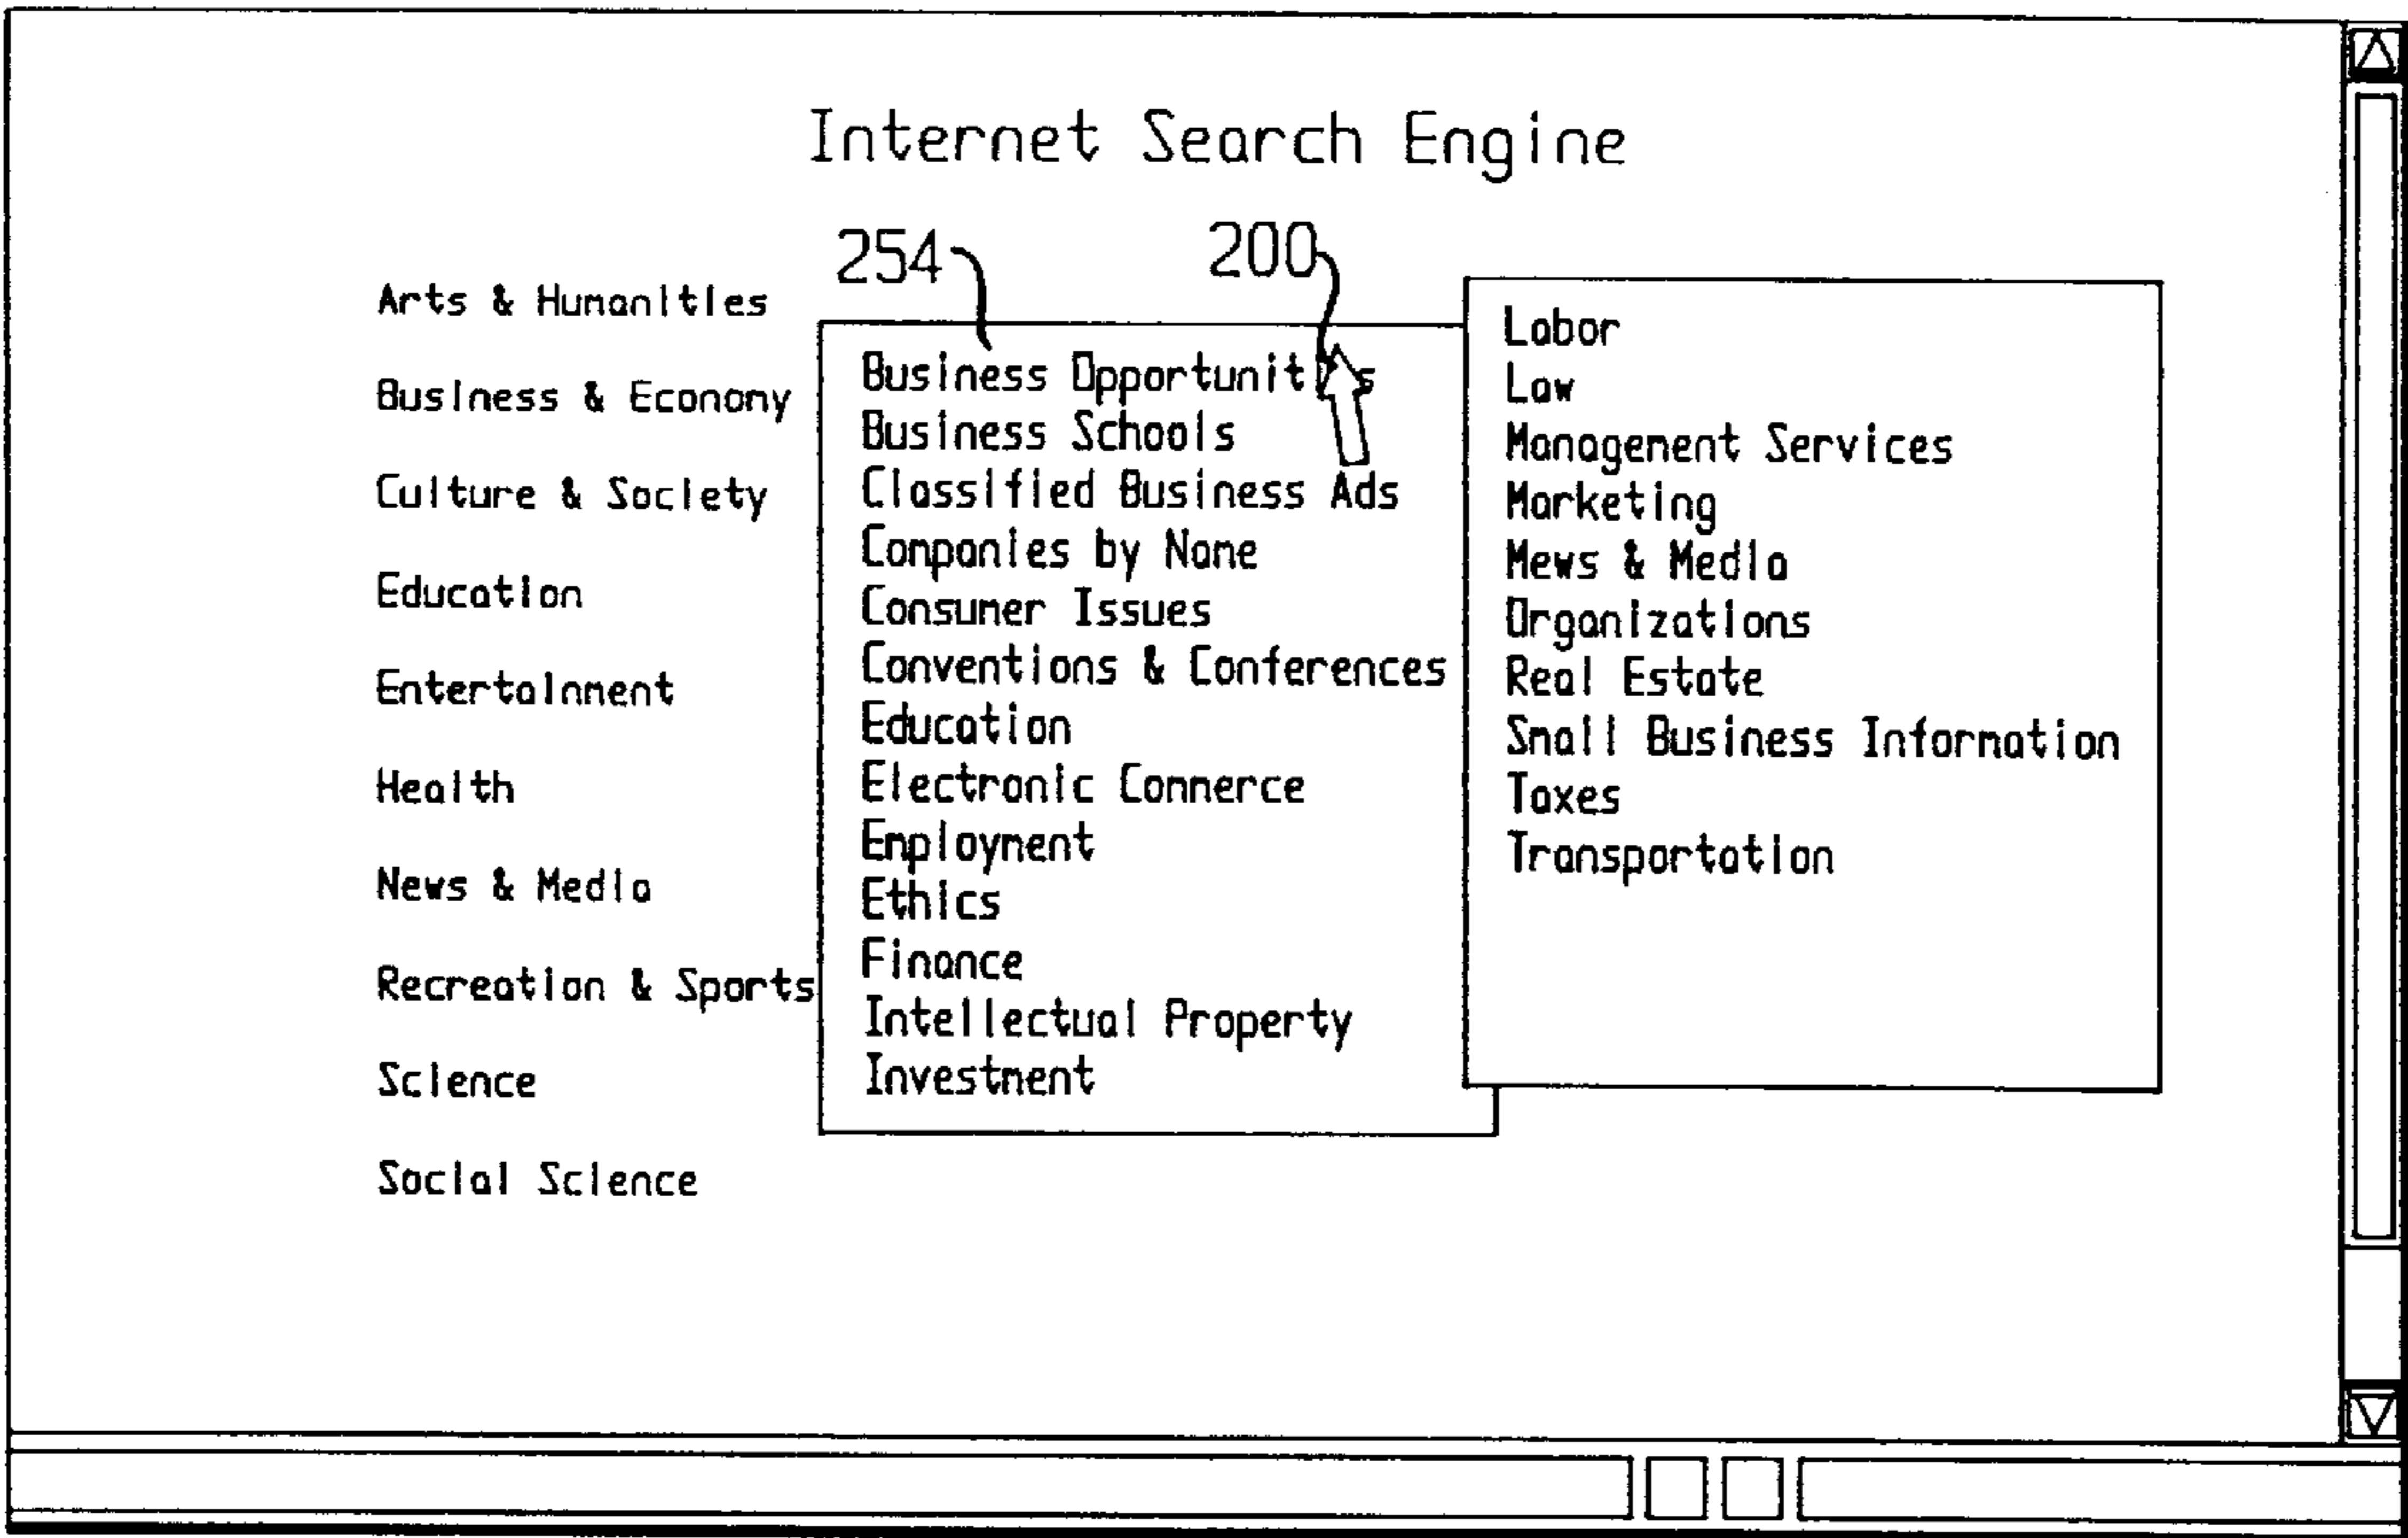 Internet Search Engine
254
200
Arts & Humanities
Business & Economy
Culture & Society
Education
Entertainment
Health
News & Media
Recreation & Sports
Science
Social Science
Business Opportunities
Business Schools
Classified Business Ads
Companies by Name
Consumer Issues
Conventions & Conferences
Education
Electronic Commerce
Employment
Ethics
Finance
Intellectual Property
Investment
Labor
Law
Management Services
Marketing
Mews & Media
Organizations
Real Estate
Small Business Information
Taxes
Transportation